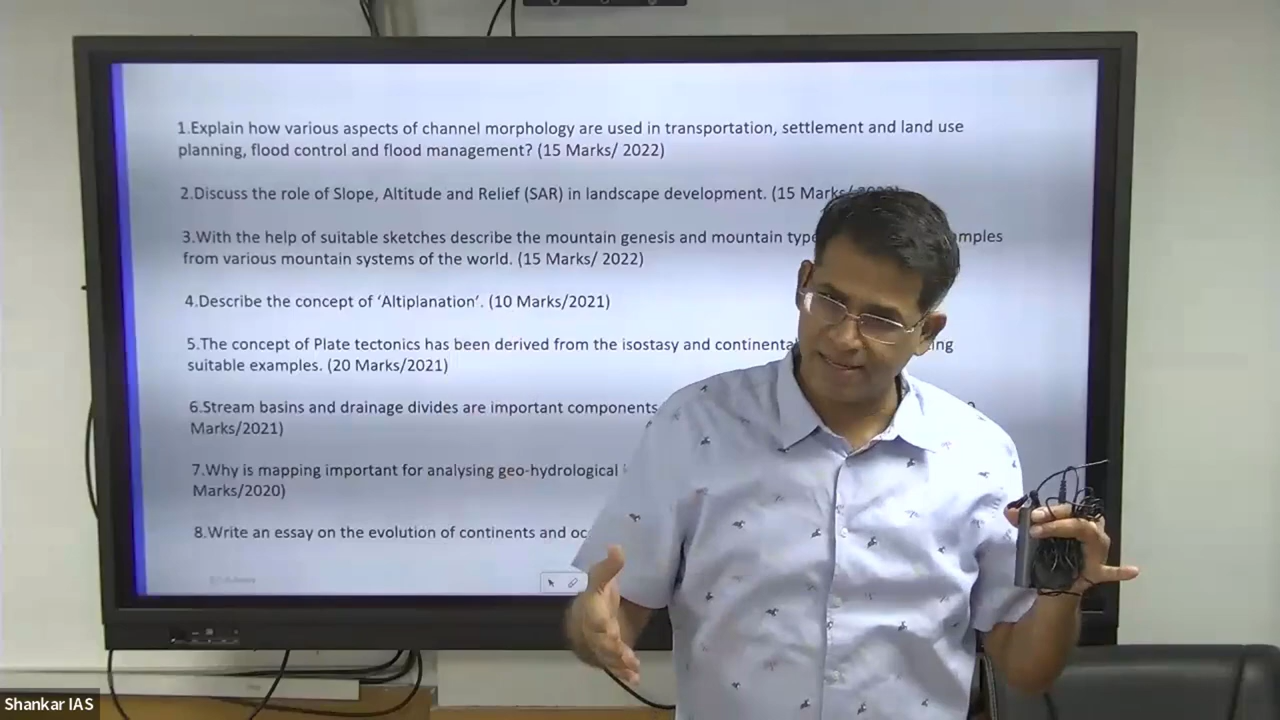 1.Explain how various aspects of channel morphology are used in transportation, settlement and land use
planning, flood control and flood management? (15 Marks/ 2022)
2.Discuss the role of Slope, Altitude and Relief (SAR) in landscape development. (15 Marks/
3.With the help of suitable sketches describe the mountain genesis and mountain
from various mountain systems of the world. (15 Marks/ 2022)
4.Describe the concept of ‘Altiplanation’. (10 Marks/2021)
5.The concept of Plate tectonics has been derived from the isostasy and
suitable examples. (20 Marks/2021)
6.Stream basins and drainage divides are important components
Marks/2021)
7.Why is mapping important for analysing geo-hydrological
Marks/2020)
8.Write an essay on the evolution of continents and
Shankar IAS